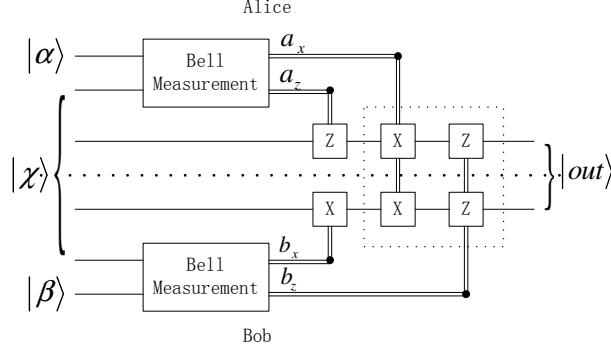 Alice
|α⟩
Bell
Measurement
a_x
a_z
Z X Z
|χ⟩
|out⟩
X X Z
|β⟩
Bell
Measurement
b_x
b_z
Bob